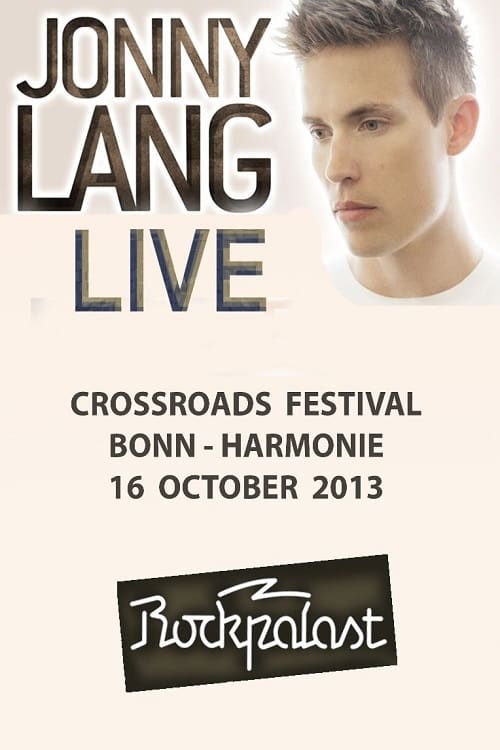 JONNY
LANG
LIVE
CROSSROADS FESTIVAL
BONN - HARMONIE
16 OCTOBER 2013
Rockpalast